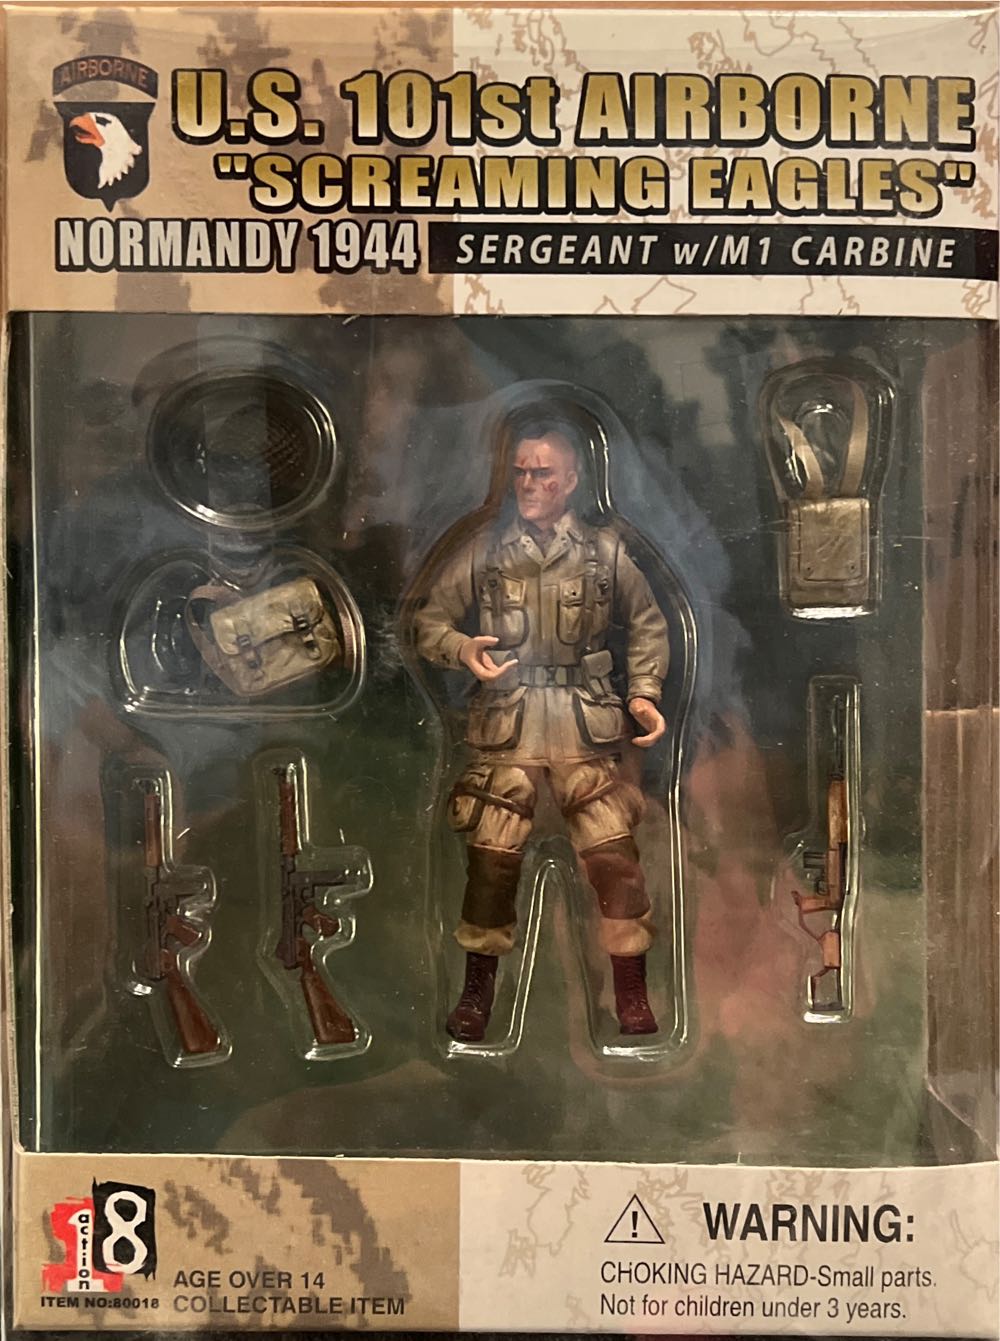 AIRBORNE
U.S. 101st AIRBORNE
"SCREAMING EAGLES"
NORMANDY 1944
SERGEANT w/M1 CARBINE
1 action 8
ITEM NO:80018
AGE OVER 14
COLLECTABLE ITEM
! WARNING:
CHOKING HAZARD-Small parts.
Not for children under 3 years.